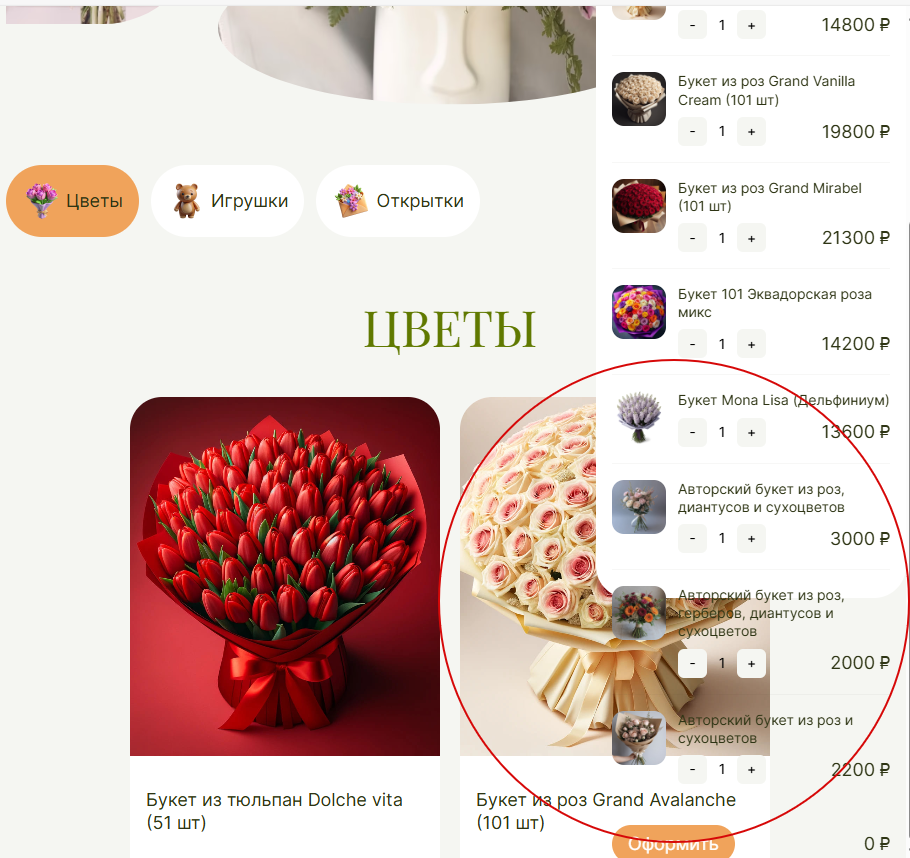 - 1 + 14800 ₽
Букет из роз Grand Vanilla
Cream (101 шт)
- 1 + 19800 ₽
Цветы
Игрушки
Открытки
Букет из роз Grand Mirabel
(101 шт)
- 1 + 21300 ₽
Букет 101 Эквадорская роза
микс
- 1 + 14200 ₽
ЦВЕТЫ
Букет Mona Lisa (Дельфиниум)
- 1 + 13600 ₽
Авторский букет из роз,
диантусов и сухоцветов
- 1 + 3000 ₽
Авторский букет из роз,
герберов, диантусов и
сухоцветов
- 1 + 2000 ₽
Авторский букет из роз и
сухоцветов
- 1 + 2200 ₽
Букет из тюльпан Dolche vita
(51 шт)
Букет из роз Grand Avalanche
(101 шт)
Оформить
0 ₽